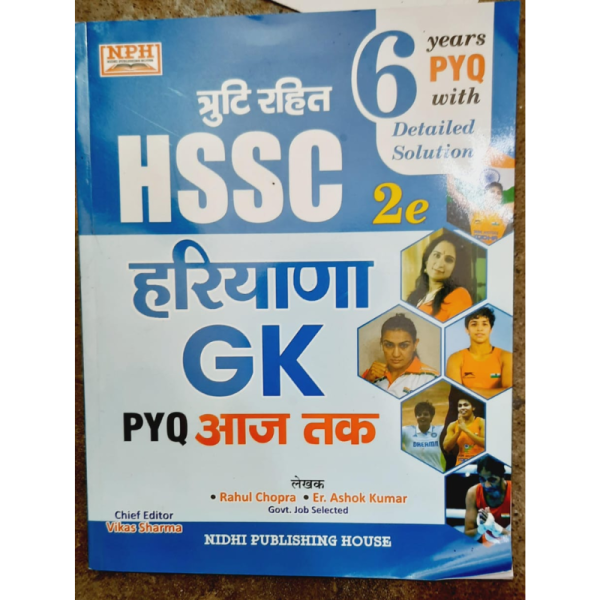 NPH
6
years
PYQ
with
Detailed
Solution
त्रुटि रहित
HSSC
2e
हरियाणा
GK
PYQ आज तक
लेखक
• Rahul Chopra • Er. Ashok Kumar
Govt. Job Selected
Chief Editor
Vikas Sharma
NIDHI PUBLISHING HOUSE